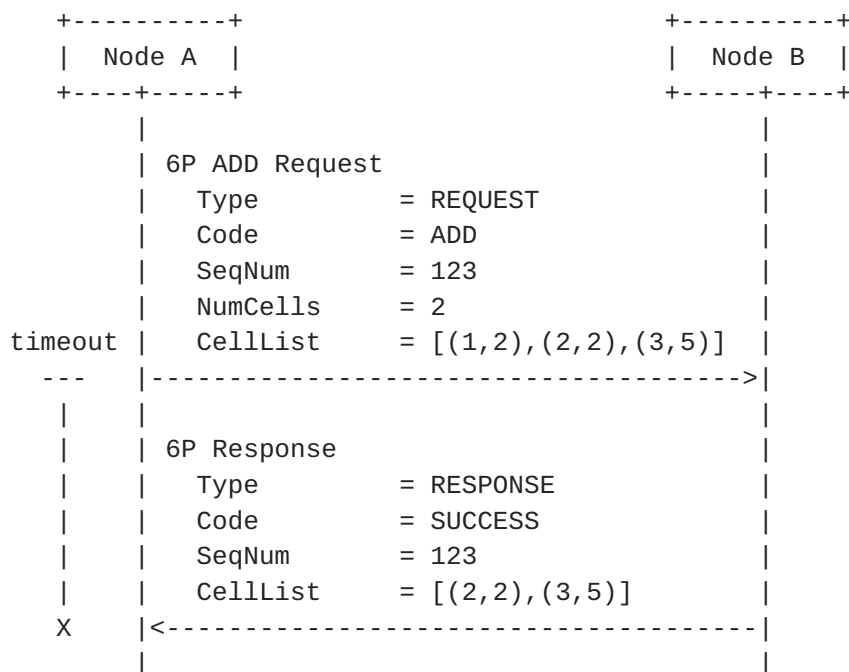 +----------+                           +----------+
|  Node A  |                           |  Node B  |
+----+-----+                           +-----+----+
     |                                       |
     | 6P ADD Request                        |
     |   Type         = REQUEST              |
     |   Code         = ADD                  |
     |   SeqNum       = 123                  |
     |   NumCells     = 2                    |
timeout |   CellList     = [(1,2),(2,2),(3,5)]  |
---   |-------------------------------------->|
|    |                                       |
|    | 6P Response                           |
|    |   Type         = RESPONSE             |
|    |   Code         = SUCCESS              |
|    |   SeqNum       = 123                  |
|    |   CellList     = [(2,2),(3,5)]        |
X    |<--------------------------------------|
     |                                       |